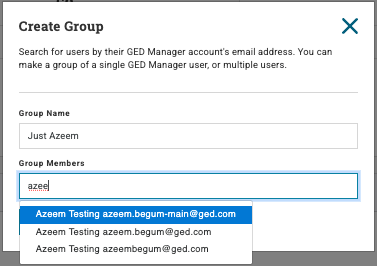 Create Group
Search for users by their GED Manager account's email address. You can
make a group of a single GED Manager user, or multiple users.
Group Name
Just Azeem
Group Members
azee
Azeem Testing azeem.begum-main@ged.com
Azeem Testing azeem.begum@ged.com
Azeem Testing azeembegum@ged.com